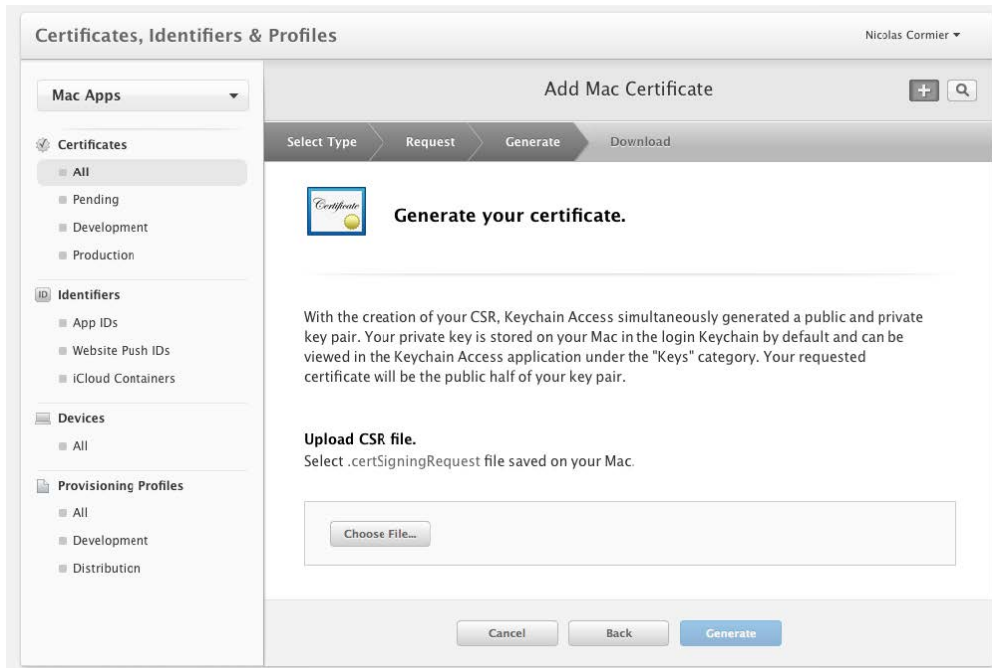 Certificates, Identifiers & Profiles
Nicolas Cormier
Mac Apps
Add Mac Certificate
Select Type
Request
Generate
Download
Certificates
All
Pending
Development
Production
Identifiers
App IDs
Website Push IDs
iCloud Containers
Devices
All
Provisioning Profiles
All
Development
Distribution
ID
Certificate
Generate your certificate.
With the creation of your CSR, Keychain Access simultaneously generated a public and private
key pair. Your private key is stored on your Mac in the login Keychain by default and can be
viewed in the Keychain Access application under the "Keys" category. Your requested
certificate will be the public half of your key pair.
Upload CSR file.
Select .certSigningRequest file saved on your Mac.
Choose File...
Cancel
Back
Generate